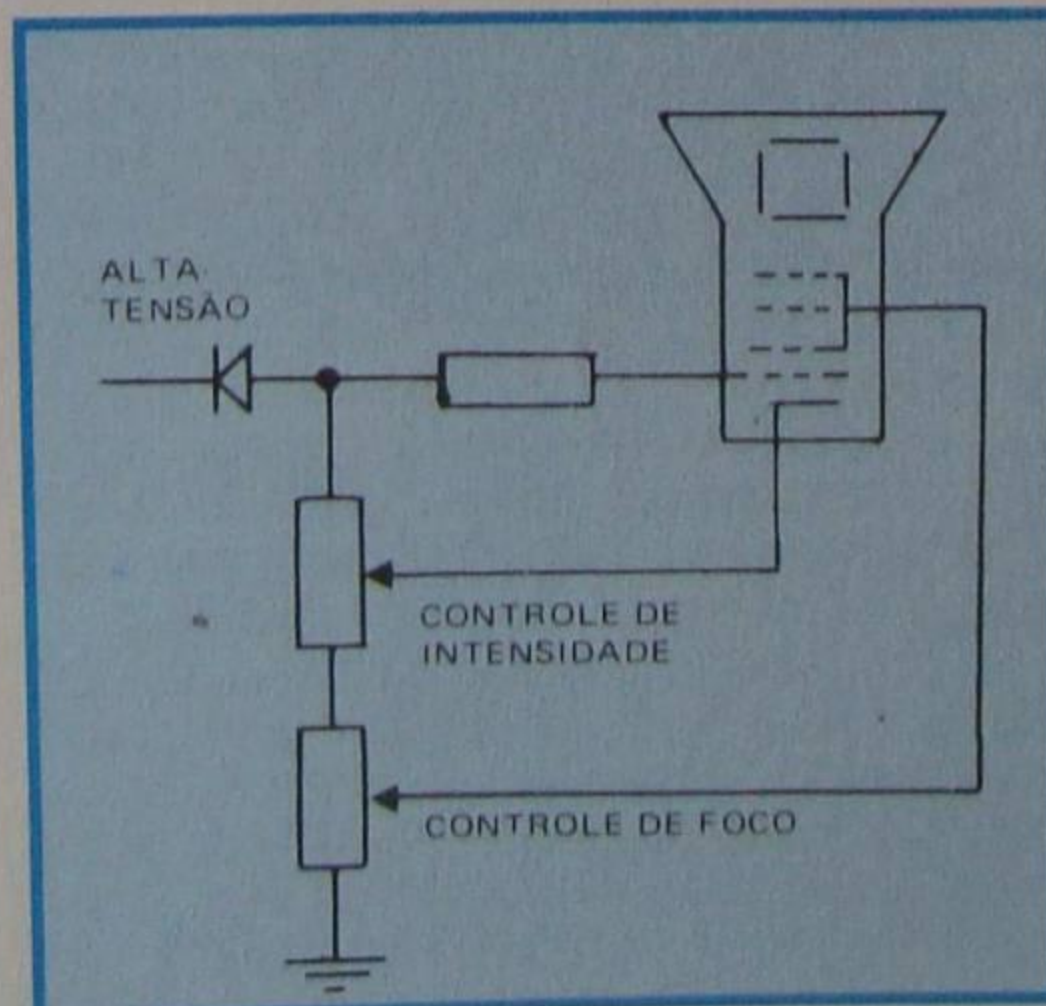 ALTA
TENSÃO
CONTROLE DE
INTENSIDADE
CONTROLE DE FOCO